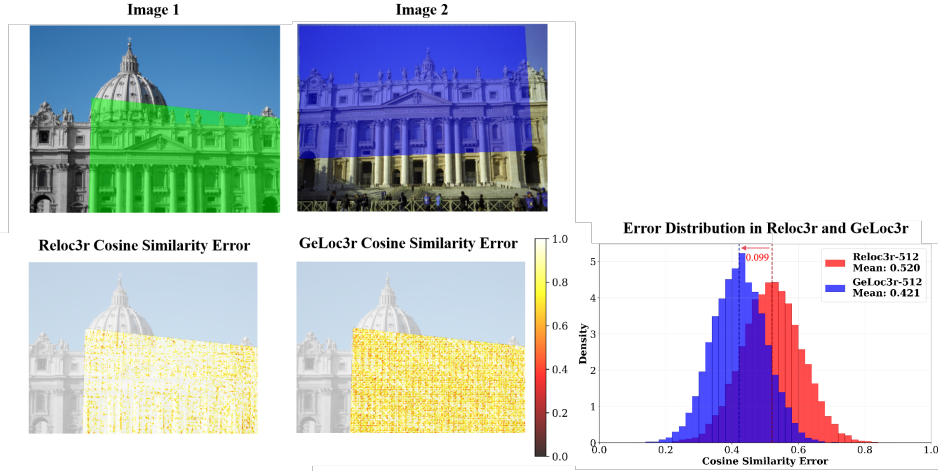 Image 1
Image 2
Reloc3r Cosine Similarity Error
GeLoc3r Cosine Similarity Error
1.0
0.8
0.6
0.4
0.2
0.0
Error Distribution in Reloc3r and GeLoc3r
0.099
Reloc3r-512
Mean: 0.520
GeLoc3r-512
Mean: 0.421
Density
5
4
3
2
1
0
0.0 0.2 0.4 0.6 0.8 1.0
Cosine Similarity Error